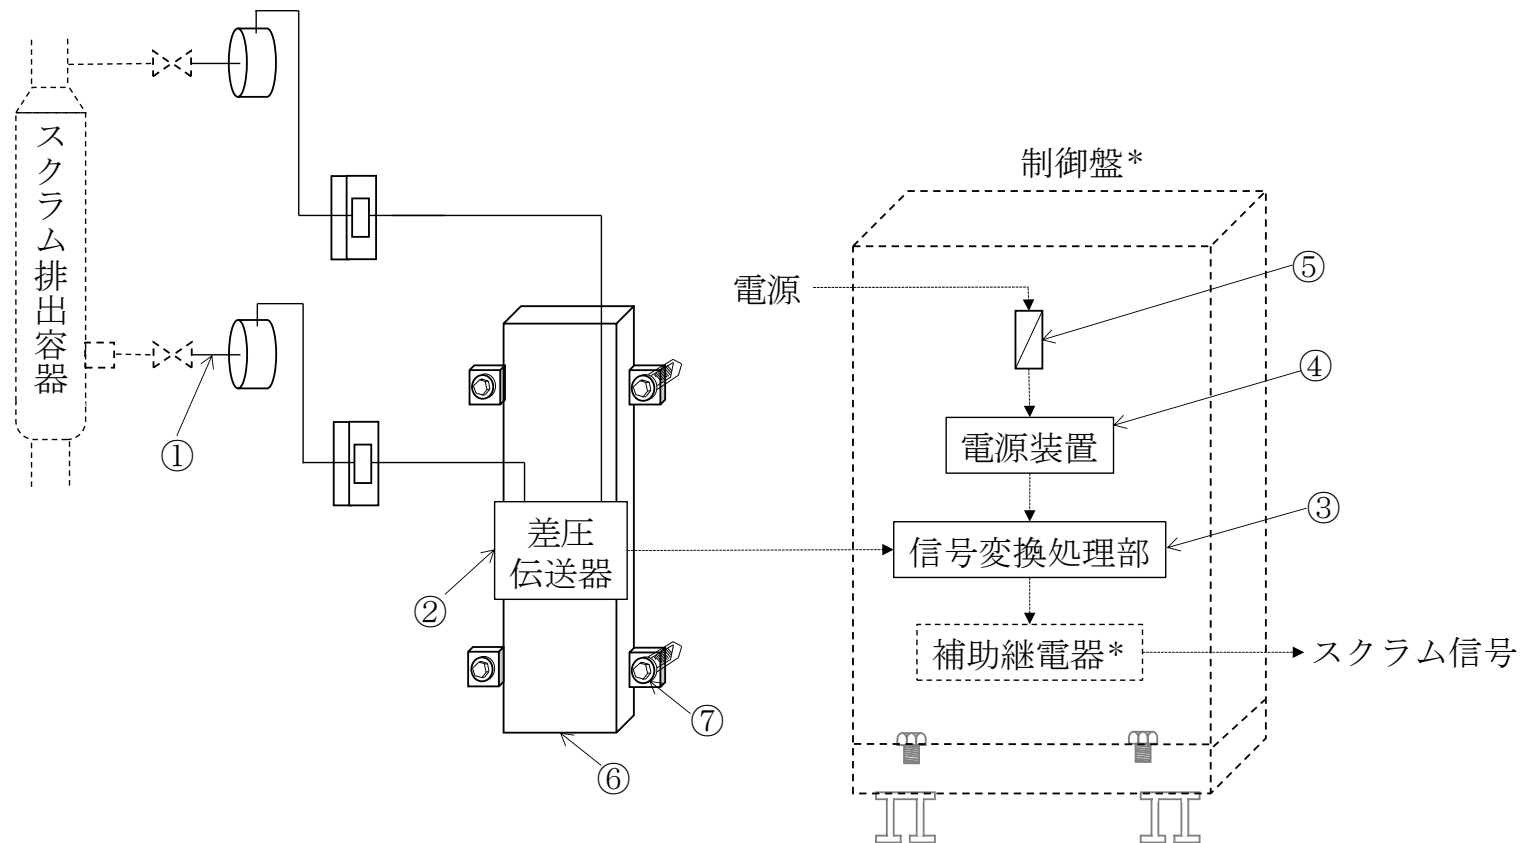 スクラム排出容器
制御盤*
電源
⑤
④
電源装置
①
③
差圧
伝送器
信号変換処理部
②
補助継電器*
スクラム信号
⑦
⑥